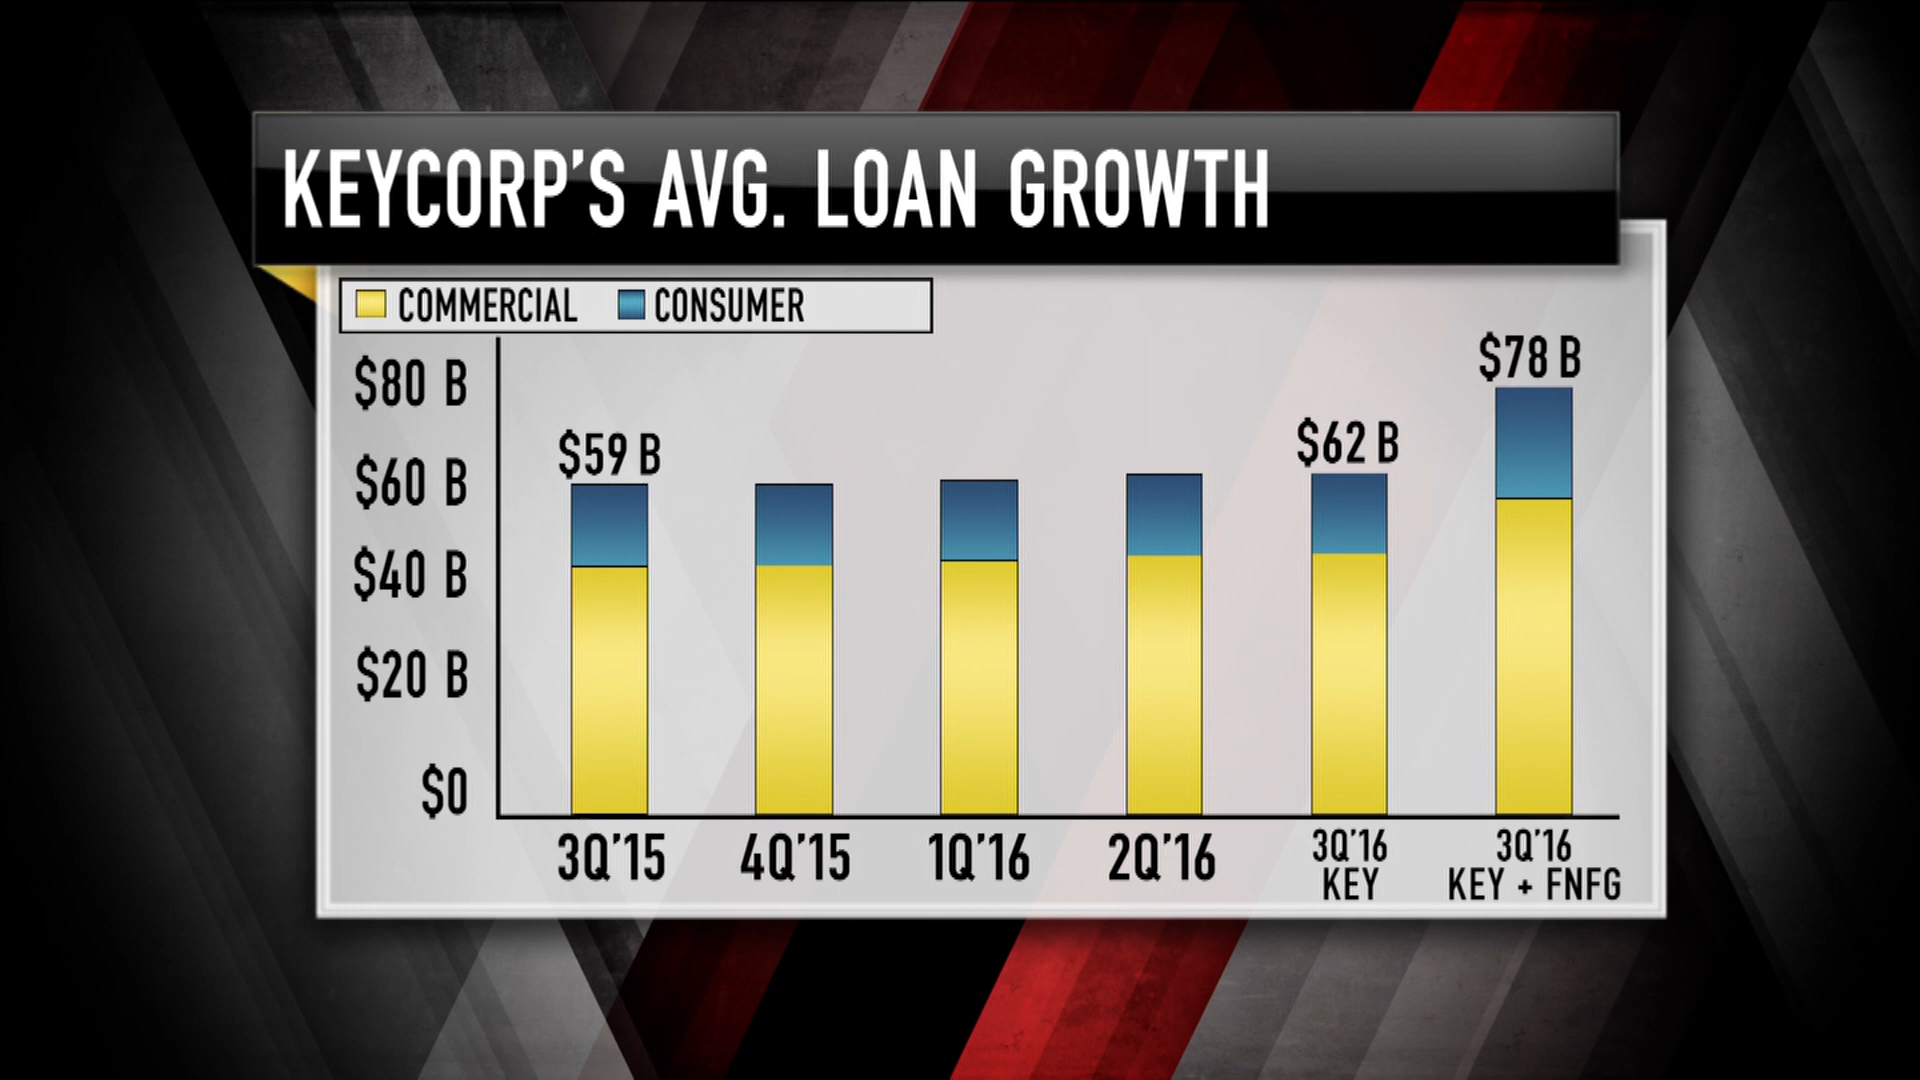 KEYCORP'S AVG. LOAN GROWTH
COMMERCIAL CONSUMER
$80 B
$60 B
$40 B
$20 B
$0
$59 B
$62 B
$78 B
3Q'15
4Q'15
1Q'16
2Q'16
3Q'16
KEY
3Q'16
KEY + FNFG